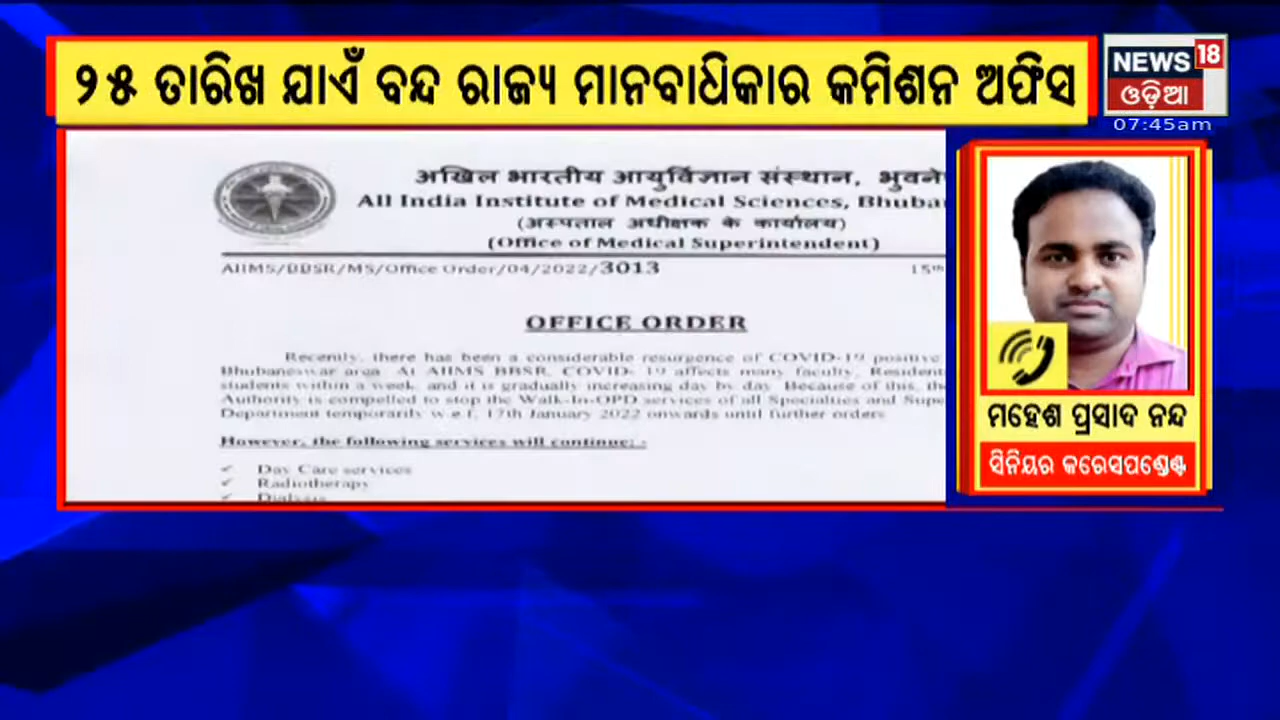 ୨୫ ତାରିଖ ଯାଏଁ ବନ୍ଦ ରାଜ୍ୟ ମାନବାଧିକାର କମିଶନ ଅଫିସ
NEWS 18
ଓଡ଼ିଆ
07:45am
अखिल भारतीय आयुर्विज्ञान संस्थान, भुवने
All India Institute of Medical Sciences, Bhuban
(अस्पताल अधीक्षक के कार्यालय)
(Office of Medical Superintendent)
AIIMS/BBSR/MS/Office Order/04/2022/3013 15th
OFFICE ORDER
Recently, there has been a considerable resurgence of COVID-19 positive
Bhubaneswar area. At AIIMS BBSR, COVID- 19 affects many faculty, Resident
students within a week, and it is gradually increasing day by day. Because of this, the
Authority is compelled to stop the Walk-In-OPD services of all Specialties and Supe
Department temporarily w.e.f. 17th January 2022 onwards until further orders
However, the following services will continue: -
✓ Day Care services
✓ Radiotherapy
✓ Dialysis
ମହେଶ ପ୍ରସାଦ ନନ୍ଦ
ସିନିୟର କରେସପଣ୍ଡେଣ୍ଟ